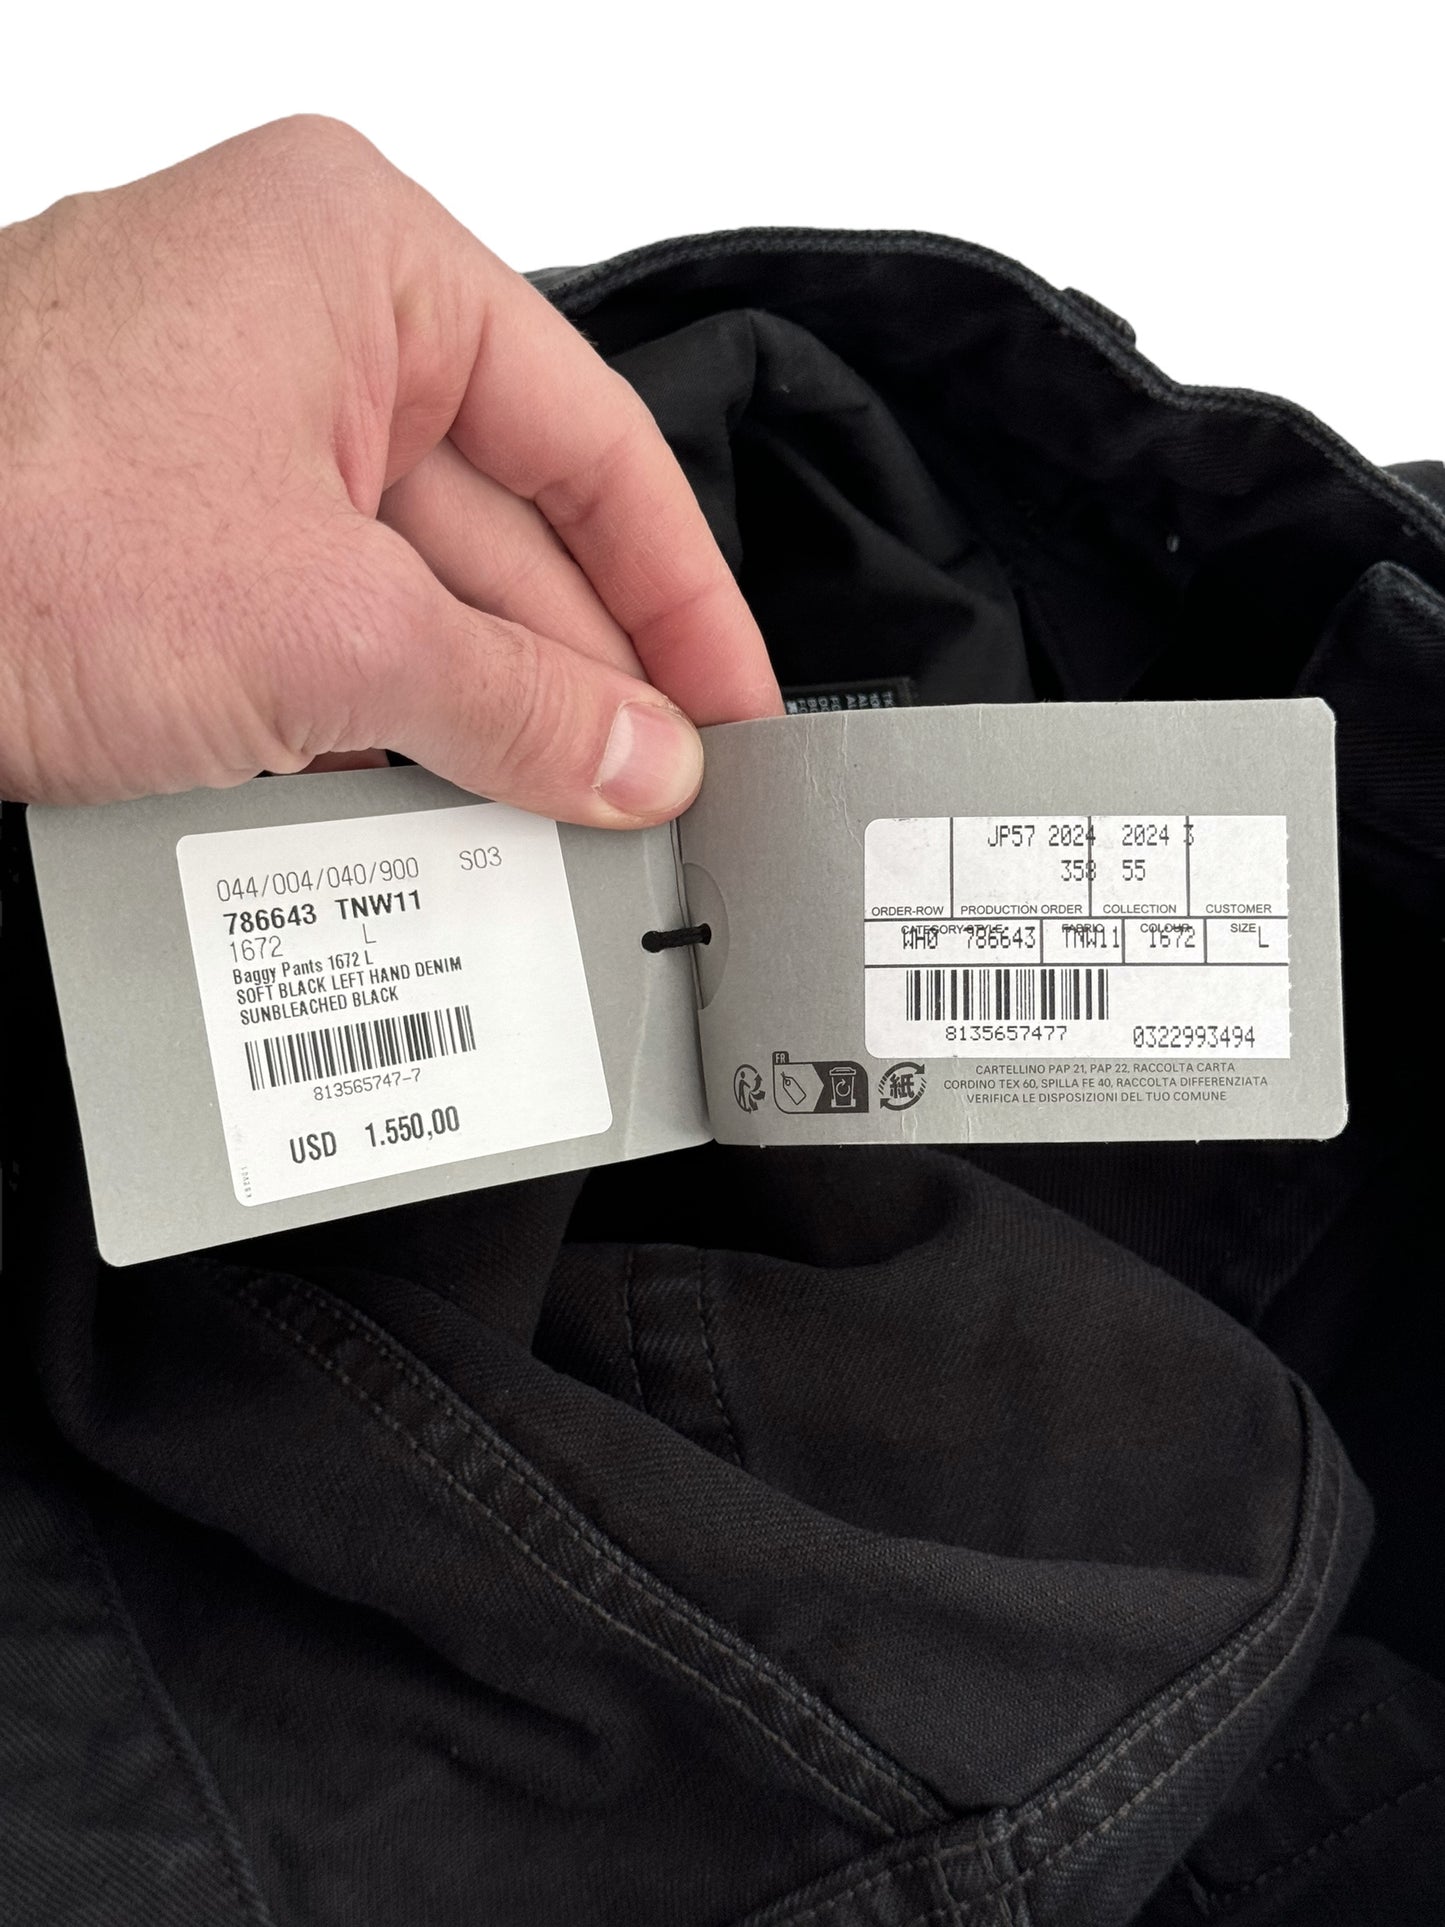 044/004/040/900 S03
786643 TNW11
1672 L
Baggy Pants 1672 L
SOFT BLACK LEFT HAND DENIM
SUNBLEACHED BLACK
813565747-7
USD 1.550,00
JP57 2024 2024 3
358 55
ORDER-ROW PRODUCTION ORDER COLLECTION CUSTOMER
CATEGORY-STYLE FABRIC COLOUR SIZE
WH0 786643 TNW11 1672 L
8135657477 0322993494
FR
紙
CARTELLINO PAP 21, PAP 22, RACCOLTA CARTA
CORDINO TEX 60, SPILLA FE 40, RACCOLTA DIFFERENZIATA
VERIFICA LE DISPOSIZIONI DEL TUO COMUNE